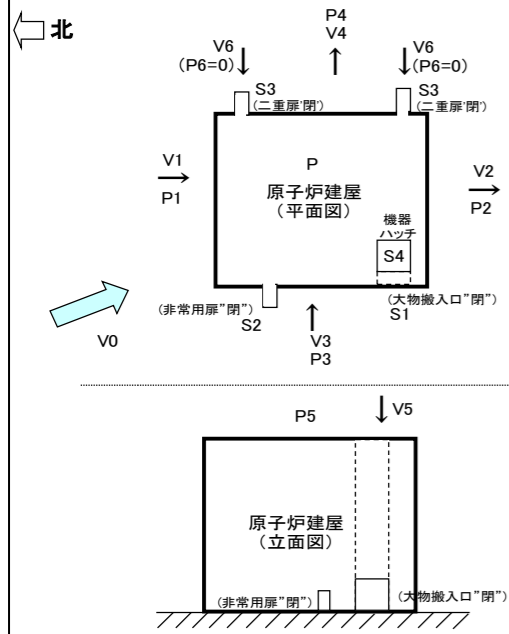 北
P4
V4
V6
(P6=0)
V6
(P6=0)
S3
(二重扉'閉')
S3
(二重扉'閉')
V1
P1
P
原子炉建屋
(平面図)
V2
P2
機器
ハッチ
S4
(非常用扉"閉")
S2
(大物搬入口"閉")
S1
V0
V3
P3
P5
V5
原子炉建屋
(立面図)
(非常用扉"閉")
(大物搬入口"閉")